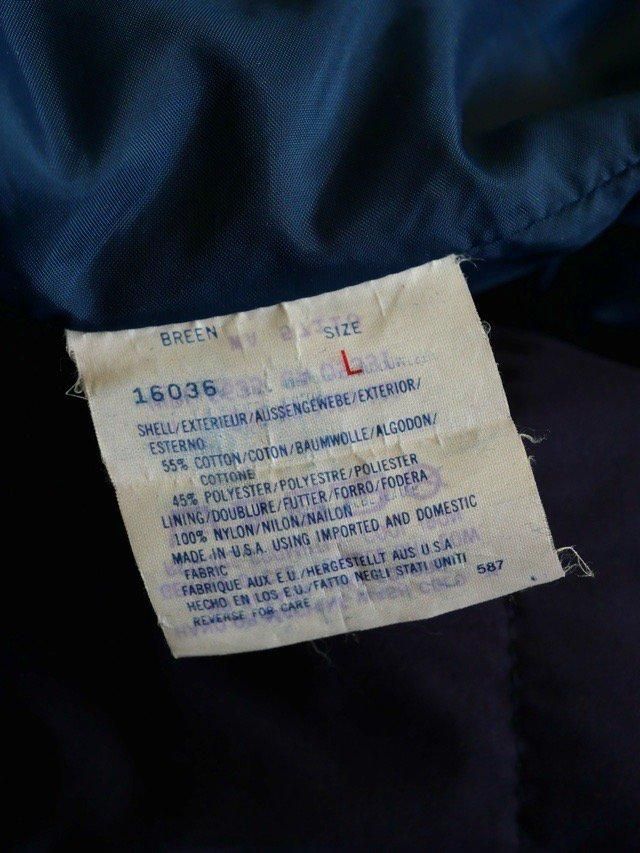 BREEN SIZE
16036 L
SHELL/EXTERIEUR/AUSSENGEWEBE/EXTERIOR/
ESTERNO
55% COTTON/COTON/BAUMWOLLE/ALGODON/
COTTONE
45% POLYESTER/POLYESTRE/POLIESTER
LINING/DOUBLURE/FUTTER/FORRO/FODERA
100% NYLON/NILON/NAILON
MADE IN U.S.A. USING IMPORTED AND DOMESTIC
FABRIC
FABRIQUE AUX E.U./HERGESTELLT AUS U.S.A
HECHO EN LOS E.U./FATTO NEGLI STATI UNITI 587
REVERSE FOR CARE